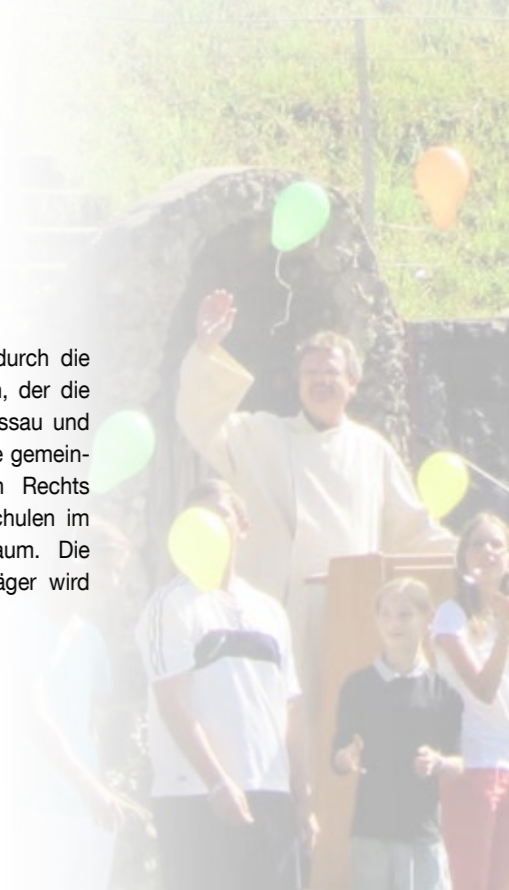 durch die
, der die
ssau und
e gemein-
n Rechts
chulen im
aum. Die
äger wird